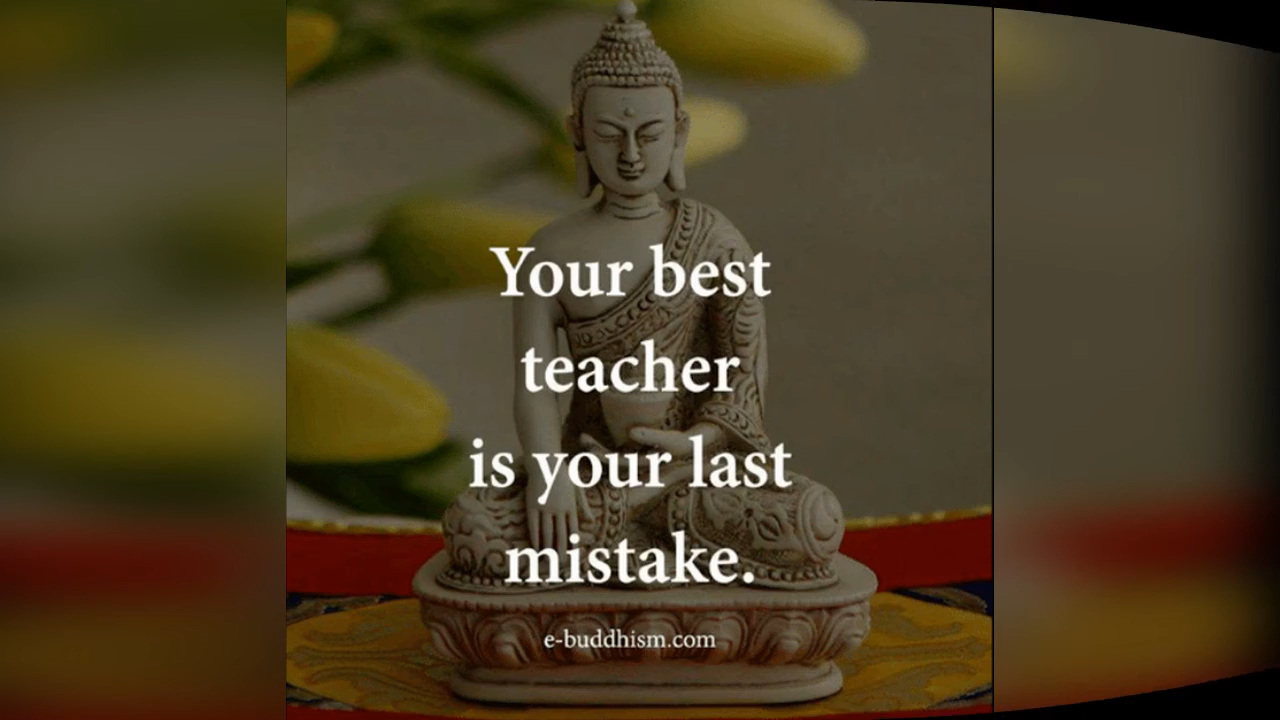 Your best
teacher
is your last
mistake.
e-buddhism.com